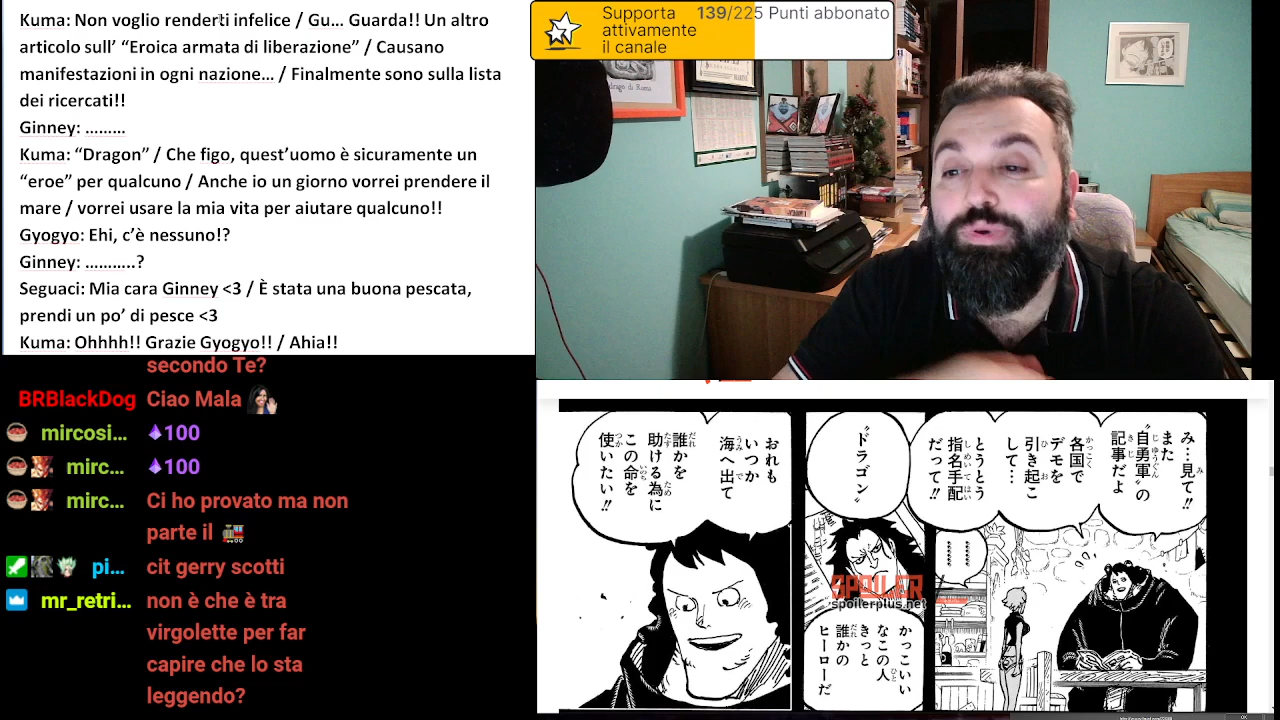 Kuma: Non voglio renderti infelice / Gu... Guarda!! Un altro
articolo sull' “Eroica armata di liberazione” / Causano
manifestazioni in ogni nazione... / Finalmente sono sulla lista
dei ricercati!!
Ginney: .........
Kuma: “Dragon” / Che figo, quest'uomo è sicuramente un
“eroe” per qualcuno / Anche io un giorno vorrei prendere il
mare / vorrei usare la mia vita per aiutare qualcuno!!
Gyogyo: Ehi, c'è nessuno!?
Ginney: ...........?
Seguaci: Mia cara Ginney <3 / È stata una buona pescata,
prendi un po' di pesce <3
Kuma: Ohhhh!! Grazie Gyogyo!! / Ahia!!
Supporta
attivamente
il canale
139/225 Punti abbonato
secondo Te?
BRBlackDog Ciao Mala
mircosi... 100
mirc... 100
mirc... Ci ho provato ma non
parte il
pi... cit gerry scotti
mr_retri... non è che è tra
virgolette per far
capire che lo sta
leggendo?
み…見て!!
また
〝自勇軍〟の
記事だよ
各国で
デモを
引き起こ
して…
とうとう
指名手配
だって!!
〝ドラゴン〟
かっこいい
なこの人
きっと
誰かの
ヒーローだ
おれも
いつか
海へ出て
誰かを
助ける為に
この命を
使いたい!!
SPOILER
spoilerplus.net